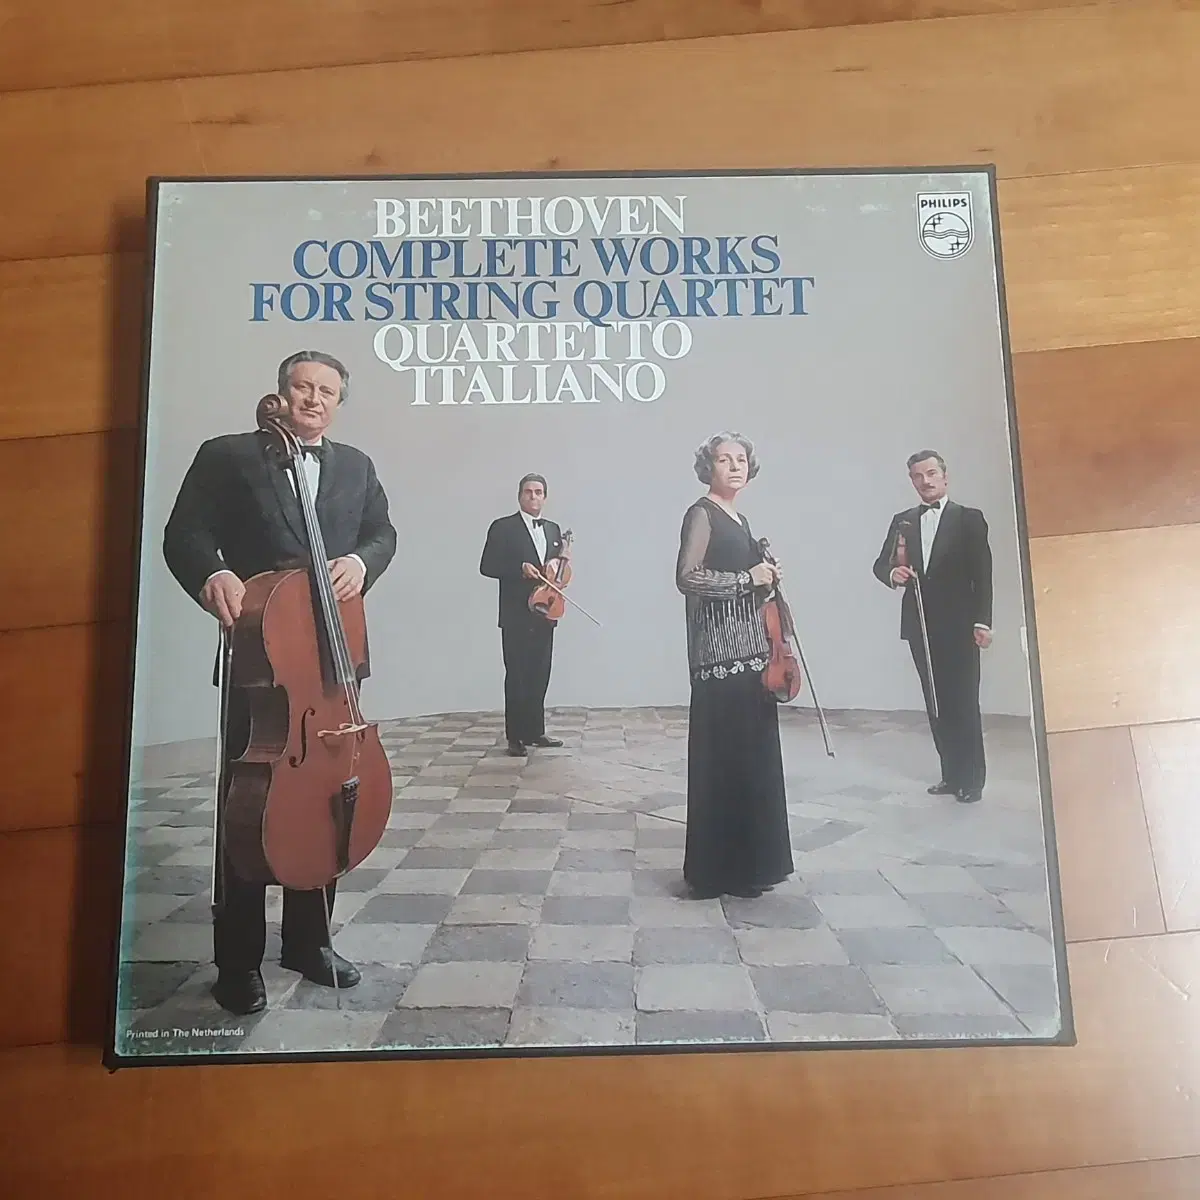 BEETHOVEN
COMPLETE WORKS
FOR STRING QUARTET
QUARTETTO
ITALIANO
PHILIPS
Printed in The Netherlands